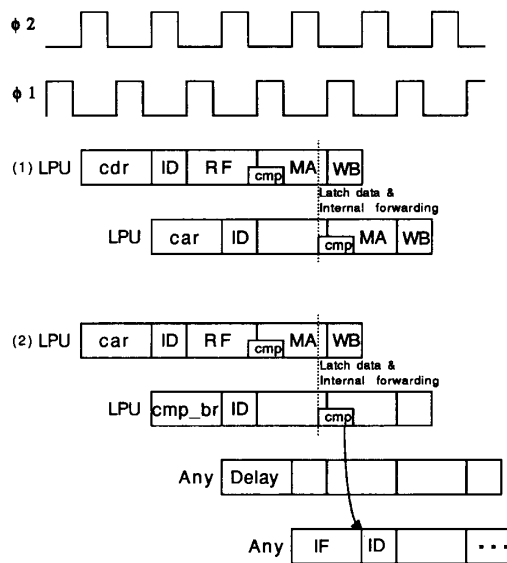 ϕ 2
ϕ 1
(1) LPU cdr ID RF cmp MA WB
Latch data &
Internal forwarding
LPU car ID cmp MA WB
(2) LPU car ID RF cmp MA WB
Latch data &
Internal forwarding
LPU cmp_br ID cmp
Any Delay
Any IF ID ...